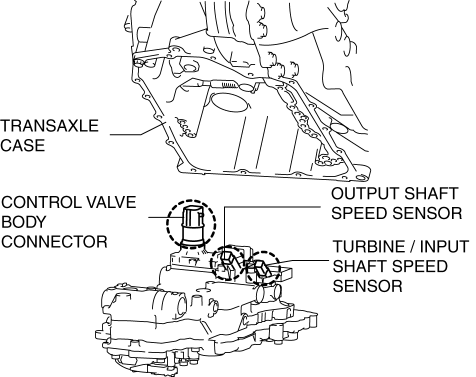 TRANSAXLE
CASE
CONTROL VALVE
BODY
CONNECTOR
OUTPUT SHAFT
SPEED SENSOR
TURBINE / INPUT
SHAFT SPEED
SENSOR